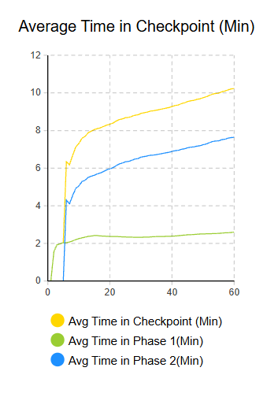 Average Time in Checkpoint (Min)
12
10
8
6
4
2
0
0 20 40 60
Avg Time in Checkpoint (Min)
Avg Time in Phase 1(Min)
Avg Time in Phase 2(Min)